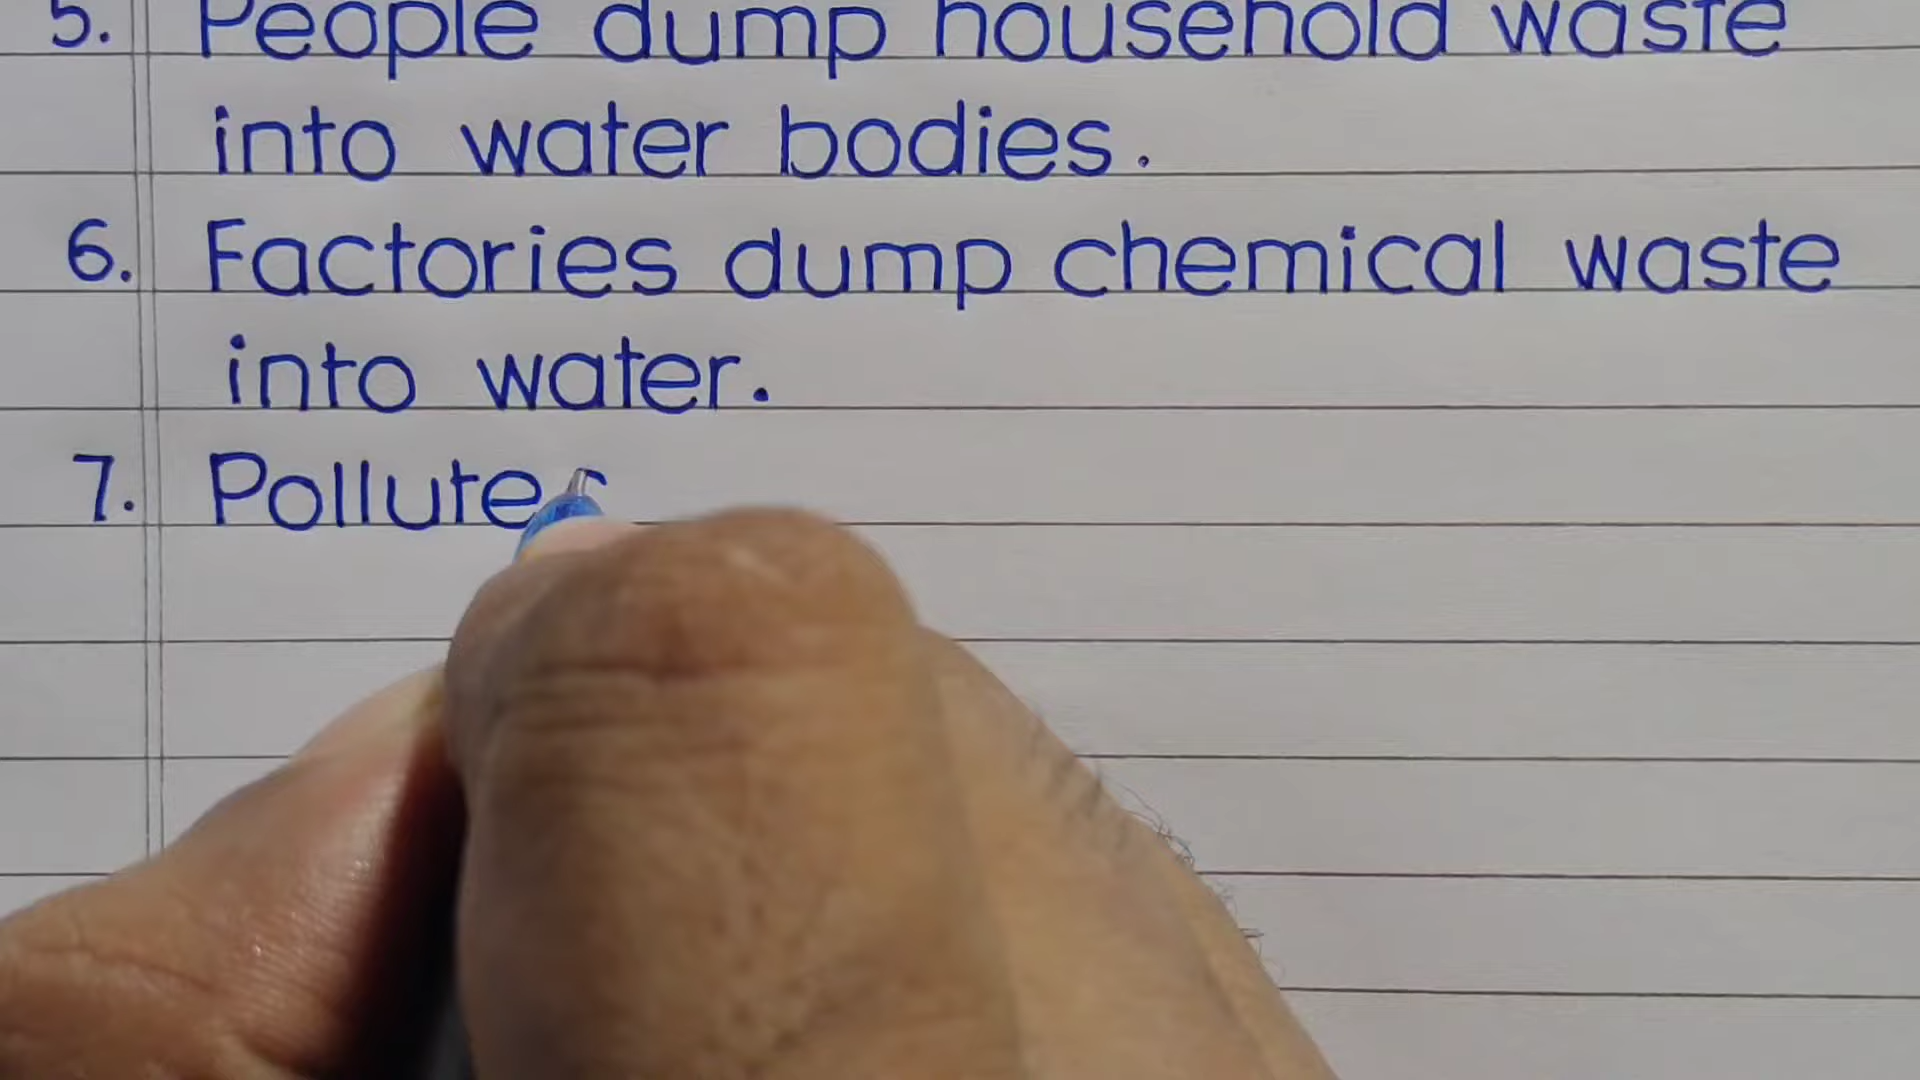 5. People dump household waste
into water bodies.
6. Factories dump chemical waste
into water.
7. Pollute